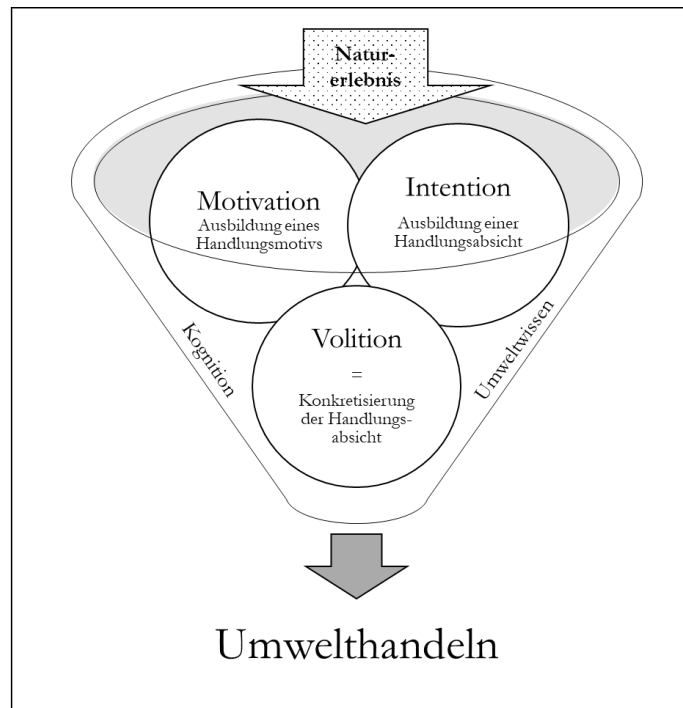 Natur-
erlebnis
Motivation
Ausbildung eines
Handlungsmotivs
Intention
Ausbildung einer
Handlungsabsicht
Kognition
Umweltwissen
Volition
=
Konkretisierung
der Handlungs-
absicht
Umwelthandeln